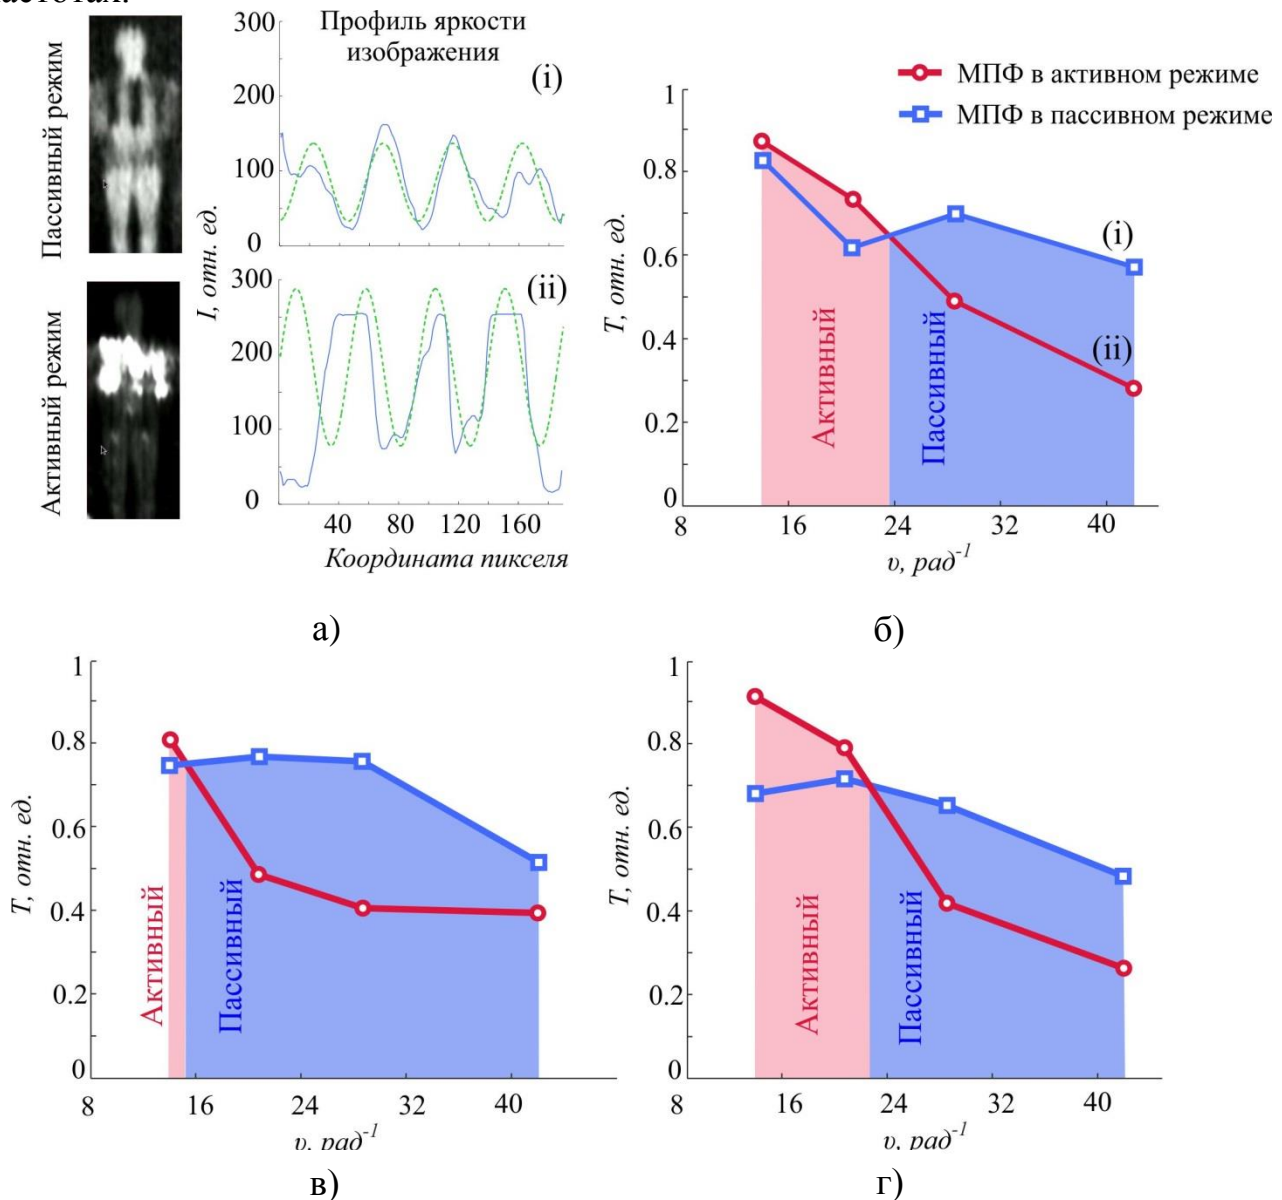 Профиль яркости
изображения
Пассивный режим
Активный режим
I, отн. ед.
300
200
100
0
(i)
300
200
100
0
(ii)
40 80 120 160
Координата пикселя
а)
МПФ в активном режиме
МПФ в пассивном режиме
1
0.8
0.6
0.4
0.2
0
T, отн. ед.
(i)
(ii)
Активный
Пассивный
8 16 24 32 40
υ, рад⁻¹
б)
1
0.8
0.6
0.4
0.2
0
T, отн. ед.
Активный
Пассивный
8 16 24 32 40
υ, рад⁻¹
в)
1
0.8
0.6
0.4
0.2
0
T, отн. ед.
Активный
Пассивный
8 16 24 32 40
υ, рад⁻¹
г)